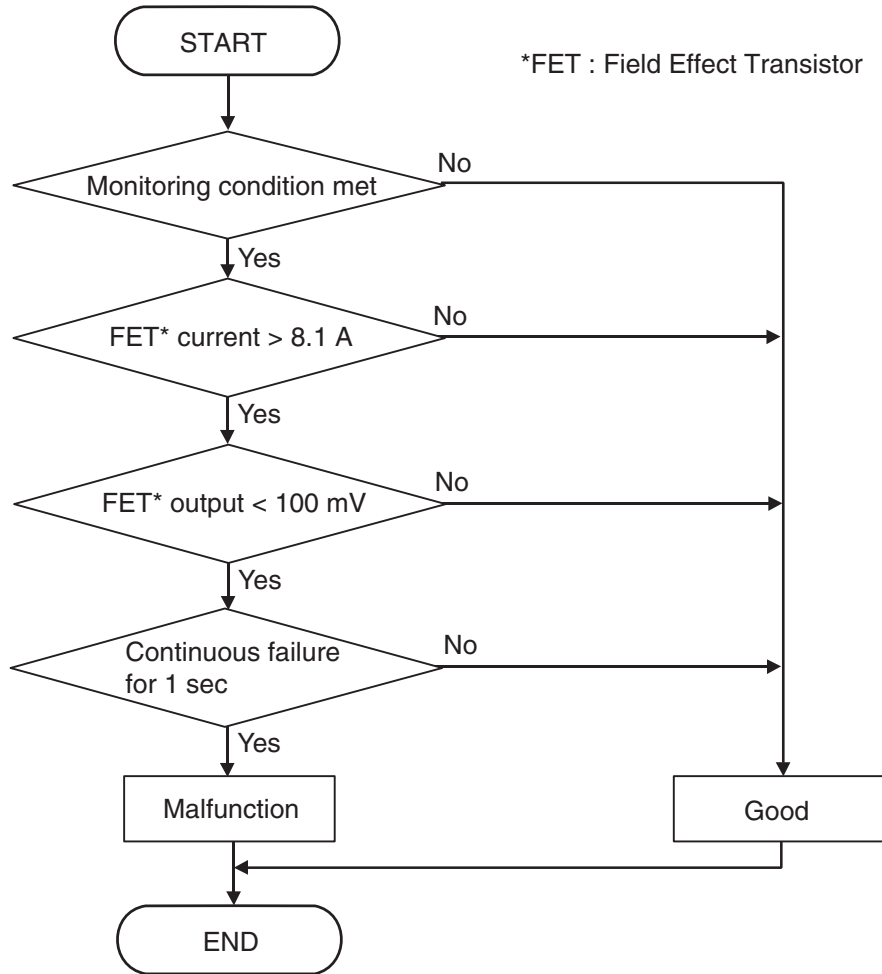 START
*FET : Field Effect Transistor
Monitoring condition met
No
Yes
FET* current > 8.1 A
No
Yes
FET* output < 100 mV
No
Yes
Continuous failure
for 1 sec
No
Yes
Malfunction
Good
END